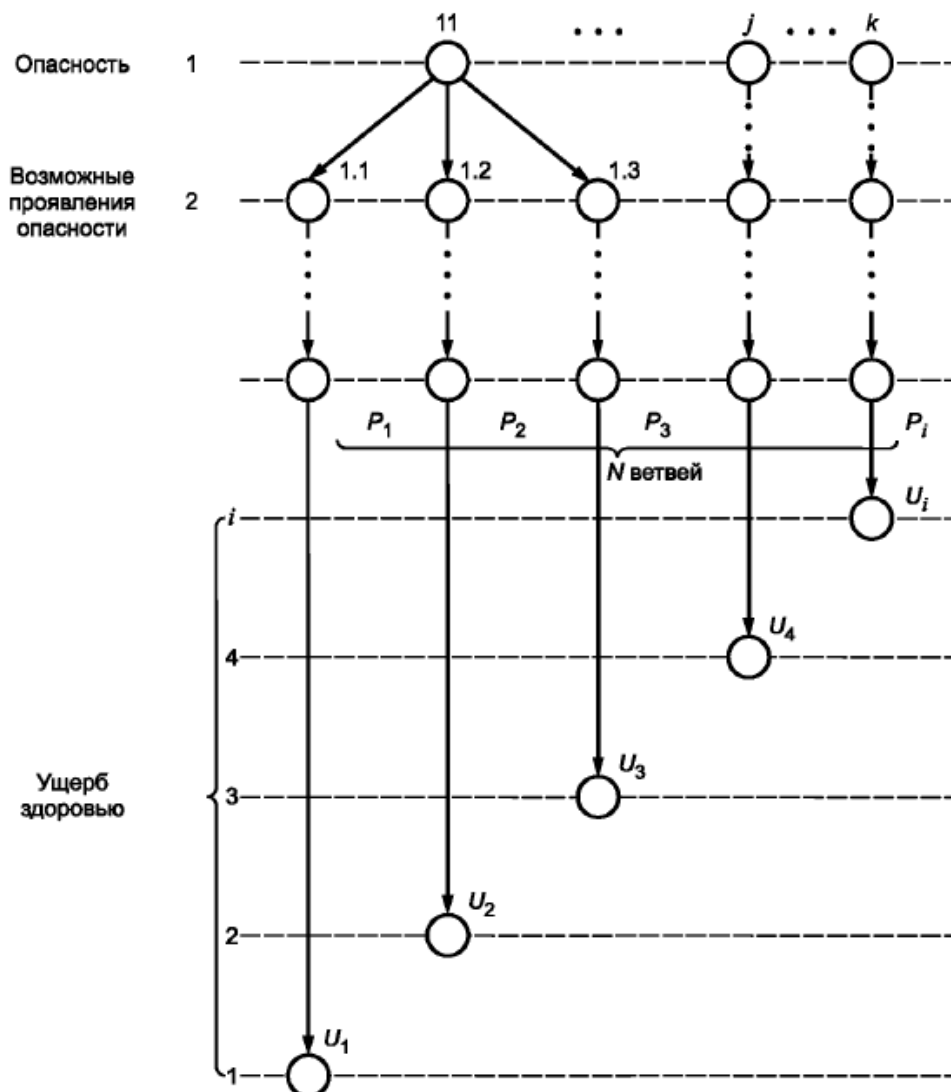 11 • • • j • • • k
Опасность 1
1.1 1.2 1.3
Возможные
проявления
опасности
2
P1 P2 P3 Pi
N ветвей
Ui
i
U4
4
U3
Ущерб
здоровью
3
U2
2
U1
1